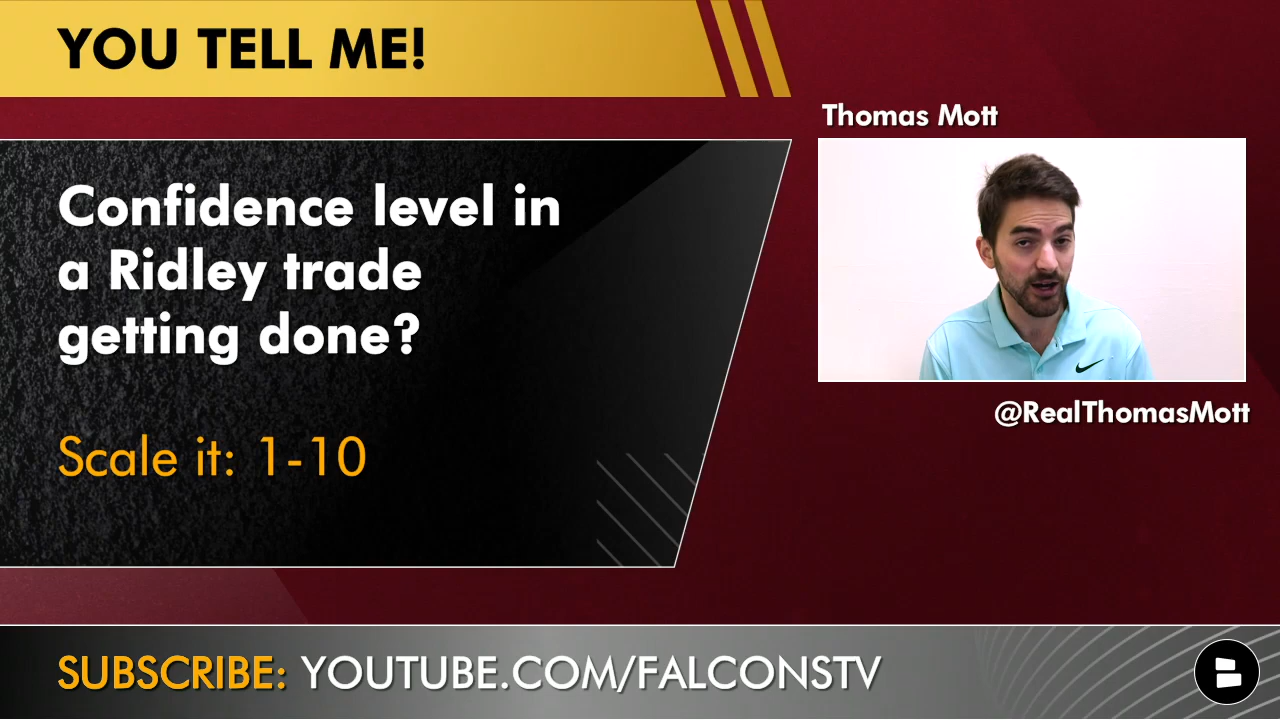 YOU TELL ME!
Thomas Mott
Confidence level in
a Ridley trade
getting done?
Scale it: 1-10
@RealThomasMott
SUBSCRIBE: YOUTUBE.COM/FALCONSTV